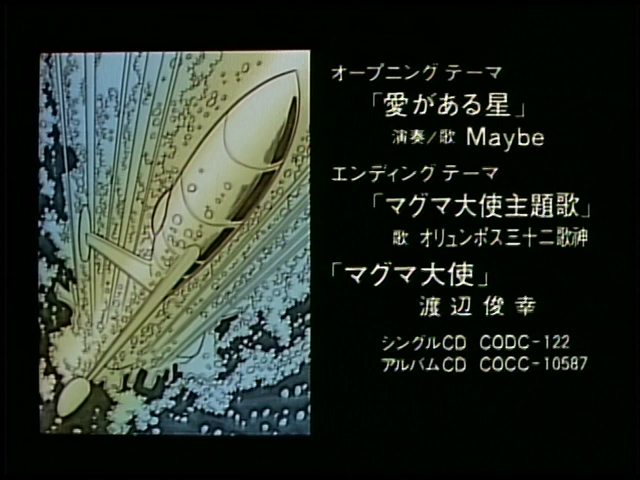 オープニング テーマ
「愛がある星」
演奏/歌 Maybe
エンディング テーマ
「マグマ大使主題歌」
歌 オリュンポス三十二歌神
「マグマ大使」
渡辺俊幸
シングルCD CODC-122
アルバムCD COCC-10587